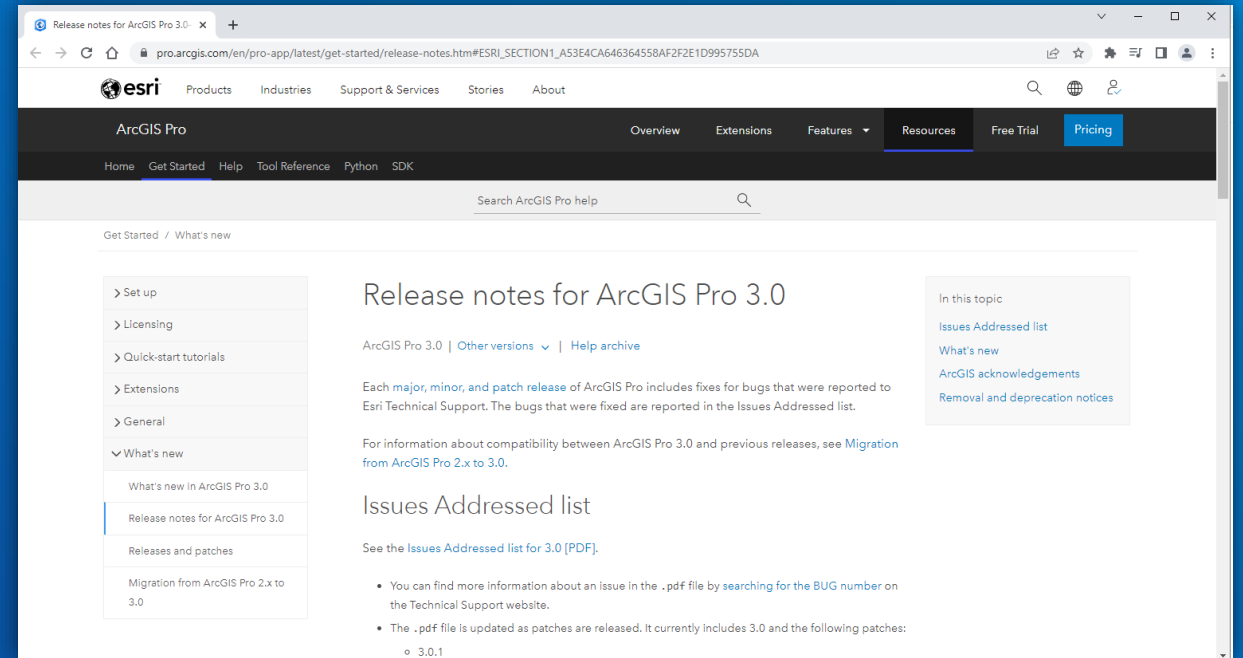 Release notes for ArcGIS Pro 3.0-
pro.arcgis.com/en/pro-app/latest/get-started/release-notes.htm#ESRI_SECTION1_A53E4CA646364558AF2F2E1D995755DA
esri Products Industries Support & Services Stories About
ArcGIS Pro Overview Extensions Features Resources Free Trial Pricing
Home Get Started Help Tool Reference Python SDK
Search ArcGIS Pro help
Get Started / What's new
Set up
Licensing
Quick-start tutorials
Extensions
General
What's new
What's new in ArcGIS Pro 3.0
Release notes for ArcGIS Pro 3.0
Releases and patches
Migration from ArcGIS Pro 2.x to
3.0
Release notes for ArcGIS Pro 3.0
ArcGIS Pro 3.0 | Other versions | Help archive
Each major, minor, and patch release of ArcGIS Pro includes fixes for bugs that were reported to
Esri Technical Support. The bugs that were fixed are reported in the Issues Addressed list.
For information about compatibility between ArcGIS Pro 3.0 and previous releases, see Migration
from ArcGIS Pro 2.x to 3.0.
Issues Addressed list
See the Issues Addressed list for 3.0 [PDF].
• You can find more information about an issue in the .pdf file by searching for the BUG number on
the Technical Support website.
• The .pdf file is updated as patches are released. It currently includes 3.0 and the following patches:
○ 3.0.1
In this topic
Issues Addressed list
What's new
ArcGIS acknowledgements
Removal and deprecation notices